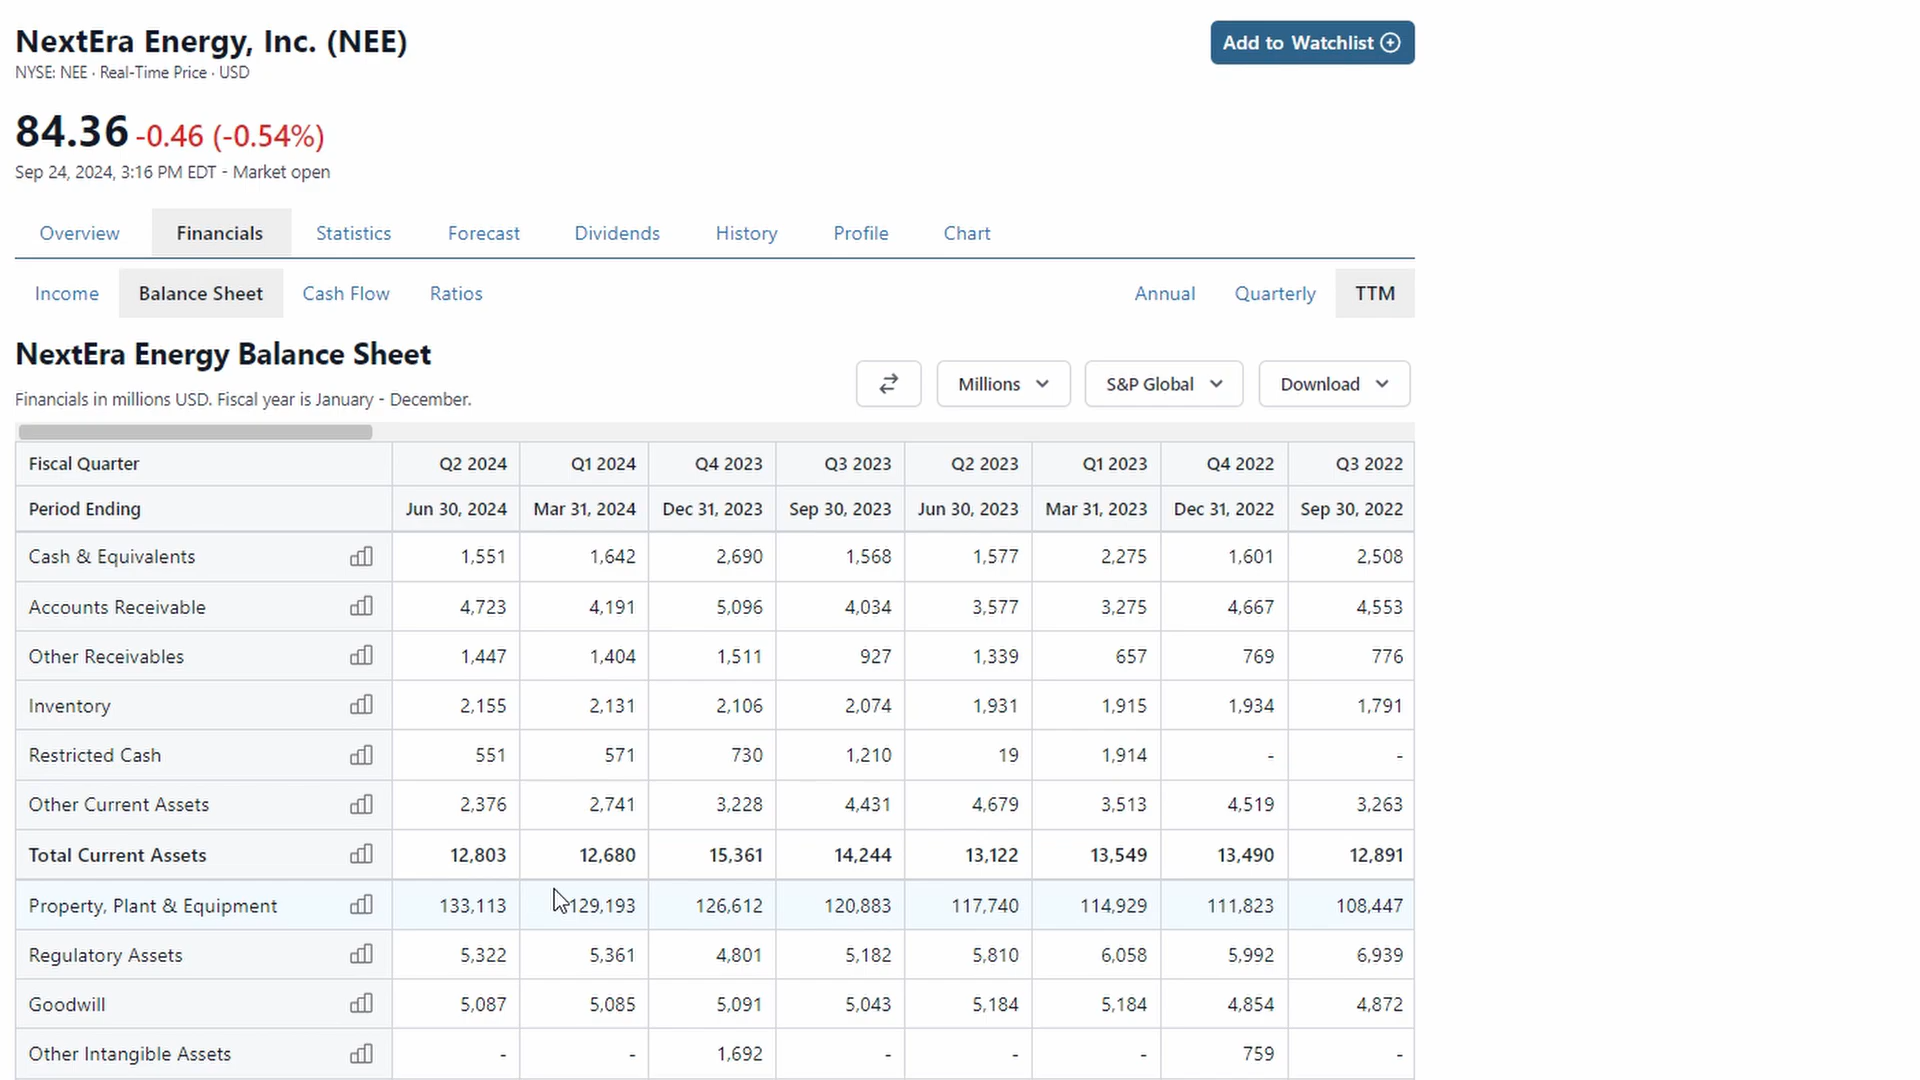 NextEra Energy, Inc. (NEE)
Add to Watchlist
NYSE: NEE · Real-Time Price · USD
84.36 -0.46 (-0.54%)
Sep 24, 2024, 3:16 PM EDT - Market open
Overview Financials Statistics Forecast Dividends History Profile Chart
Income Balance Sheet Cash Flow Ratios Annual Quarterly TTM
NextEra Energy Balance Sheet
Millions S&P Global Download
Financials in millions USD. Fiscal year is January - December.
Fiscal Quarter Q2 2024 Q1 2024 Q4 2023 Q3 2023 Q2 2023 Q1 2023 Q4 2022 Q3 2022
Period Ending Jun 30, 2024 Mar 31, 2024 Dec 31, 2023 Sep 30, 2023 Jun 30, 2023 Mar 31, 2023 Dec 31, 2022 Sep 30, 2022
Cash & Equivalents 1,551 1,642 2,690 1,568 1,577 2,275 1,601 2,508
Accounts Receivable 4,723 4,191 5,096 4,034 3,577 3,275 4,667 4,553
Other Receivables 1,447 1,404 1,511 927 1,339 657 769 776
Inventory 2,155 2,131 2,106 2,074 1,931 1,915 1,934 1,791
Restricted Cash 551 571 730 1,210 19 1,914 - -
Other Current Assets 2,376 2,741 3,228 4,431 4,679 3,513 4,519 3,263
Total Current Assets 12,803 12,680 15,361 14,244 13,122 13,549 13,490 12,891
Property, Plant & Equipment 133,113 129,193 126,612 120,883 117,740 114,929 111,823 108,447
Regulatory Assets 5,322 5,361 4,801 5,182 5,810 6,058 5,992 6,939
Goodwill 5,087 5,085 5,091 5,043 5,184 5,184 4,854 4,872
Other Intangible Assets - - 1,692 - - - 759 -